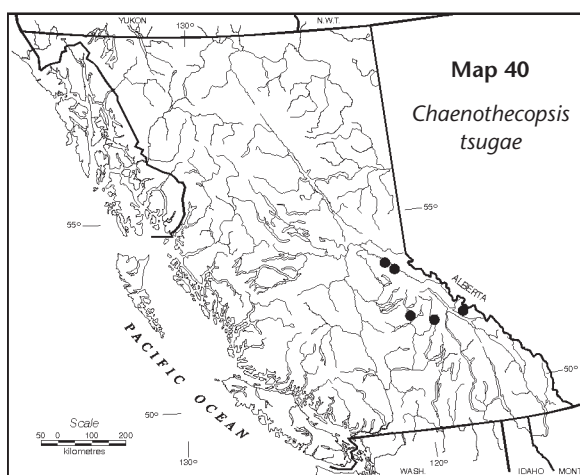 YUKON
130°
N.W.T.
Map 40
Chaenothecopsis
tsugae
55°
55°
ALBERTA
PACIFIC OCEAN
50°
50°
Scale
50 0 100 200
kilometres
130°
120°
WASH.
IDAHO
MONT